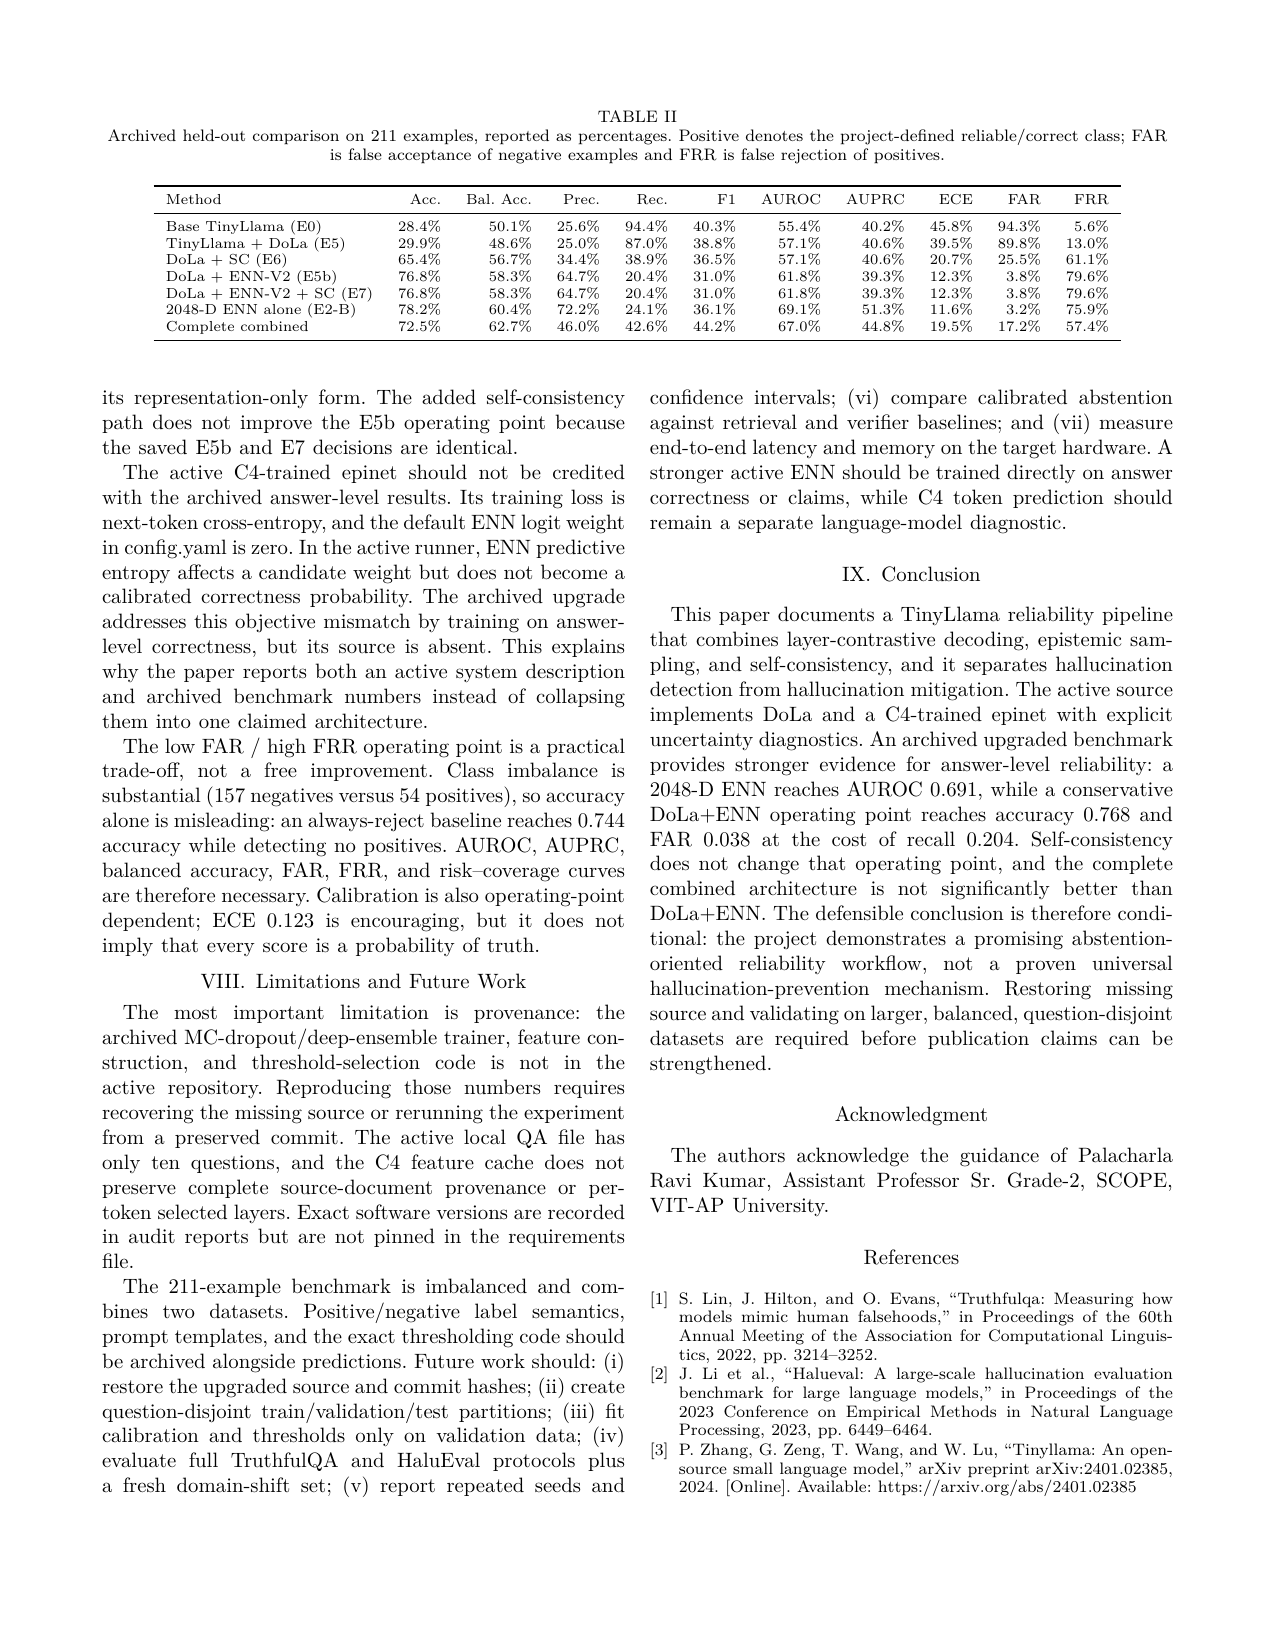 TABLE II
Archived held-out comparison on 211 examples, reported as percentages. Positive denotes the project-defined reliable/correct class; FAR
is false acceptance of negative examples and FRR is false rejection of positives.
Method Acc. Bal. Acc. Prec. Rec. F1 AUROC AUPRC ECE FAR FRR
Base TinyLlama (E0) 28.4% 50.1% 25.6% 94.4% 40.3% 55.4% 40.2% 45.8% 94.3% 5.6%
TinyLlama + DoLa (E5) 29.9% 48.6% 25.0% 87.0% 38.8% 57.1% 40.6% 39.5% 89.8% 13.0%
DoLa + SC (E6) 65.4% 56.7% 34.4% 38.9% 36.5% 57.1% 40.6% 20.7% 25.5% 61.1%
DoLa + ENN-V2 (E5b) 76.8% 58.3% 64.7% 20.4% 31.0% 61.8% 39.3% 12.3% 3.8% 79.6%
DoLa + ENN-V2 + SC (E7) 76.8% 58.3% 64.7% 20.4% 31.0% 61.8% 39.3% 12.3% 3.8% 79.6%
2048-D ENN alone (E2-B) 78.2% 60.4% 72.2% 24.1% 36.1% 69.1% 51.3% 11.6% 3.2% 75.9%
Complete combined 72.5% 62.7% 46.0% 42.6% 44.2% 67.0% 44.8% 19.5% 17.2% 57.4%
its representation-only form. The added self-consistency
path does not improve the E5b operating point because
the saved E5b and E7 decisions are identical.
The active C4-trained epinet should not be credited
with the archived answer-level results. Its training loss is
next-token cross-entropy, and the default ENN logit weight
in config.yaml is zero. In the active runner, ENN predictive
entropy affects a candidate weight but does not become a
calibrated correctness probability. The archived upgrade
addresses this objective mismatch by training on answer-
level correctness, but its source is absent. This explains
why the paper reports both an active system description
and archived benchmark numbers instead of collapsing
them into one claimed architecture.
The low FAR / high FRR operating point is a practical
trade-off, not a free improvement. Class imbalance is
substantial (157 negatives versus 54 positives), so accuracy
alone is misleading: an always-reject baseline reaches 0.744
accuracy while detecting no positives. AUROC, AUPRC,
balanced accuracy, FAR, FRR, and risk–coverage curves
are therefore necessary. Calibration is also operating-point
dependent; ECE 0.123 is encouraging, but it does not
imply that every score is a probability of truth.
VIII. Limitations and Future Work
The most important limitation is provenance: the
archived MC-dropout/deep-ensemble trainer, feature con-
struction, and threshold-selection code is not in the
active repository. Reproducing those numbers requires
recovering the missing source or rerunning the experiment
from a preserved commit. The active local QA file has
only ten questions, and the C4 feature cache does not
preserve complete source-document provenance or per-
token selected layers. Exact software versions are recorded
in audit reports but are not pinned in the requirements
file.
The 211-example benchmark is imbalanced and com-
bines two datasets. Positive/negative label semantics,
prompt templates, and the exact thresholding code should
be archived alongside predictions. Future work should: (i)
restore the upgraded source and commit hashes; (ii) create
question-disjoint train/validation/test partitions; (iii) fit
calibration and thresholds only on validation data; (iv)
evaluate full TruthfulQA and HaluEval protocols plus
a fresh domain-shift set; (v) report repeated seeds and
confidence intervals; (vi) compare calibrated abstention
against retrieval and verifier baselines; and (vii) measure
end-to-end latency and memory on the target hardware. A
stronger active ENN should be trained directly on answer
correctness or claims, while C4 token prediction should
remain a separate language-model diagnostic.
IX. Conclusion
This paper documents a TinyLlama reliability pipeline
that combines layer-contrastive decoding, epistemic sam-
pling, and self-consistency, and it separates hallucination
detection from hallucination mitigation. The active source
implements DoLa and a C4-trained epinet with explicit
uncertainty diagnostics. An archived upgraded benchmark
provides stronger evidence for answer-level reliability: a
2048-D ENN reaches AUROC 0.691, while a conservative
DoLa+ENN operating point reaches accuracy 0.768 and
FAR 0.038 at the cost of recall 0.204. Self-consistency
does not change that operating point, and the complete
combined architecture is not significantly better than
DoLa+ENN. The defensible conclusion is therefore condi-
tional: the project demonstrates a promising abstention-
oriented reliability workflow, not a proven universal
hallucination-prevention mechanism. Restoring missing
source and validating on larger, balanced, question-disjoint
datasets are required before publication claims can be
strengthened.
Acknowledgment
The authors acknowledge the guidance of Palacharla
Ravi Kumar, Assistant Professor Sr. Grade-2, SCOPE,
VIT-AP University.
References
[1] S. Lin, J. Hilton, and O. Evans, “Truthfulqa: Measuring how
models mimic human falsehoods,” in Proceedings of the 60th
Annual Meeting of the Association for Computational Linguis-
tics, 2022, pp. 3214–3252.
[2] J. Li et al., “Halueval: A large-scale hallucination evaluation
benchmark for large language models,” in Proceedings of the
2023 Conference on Empirical Methods in Natural Language
Processing, 2023, pp. 6449–6464.
[3] P. Zhang, G. Zeng, T. Wang, and W. Lu, “Tinyllama: An open-
source small language model,” arXiv preprint arXiv:2401.02385,
2024. [Online]. Available: https://arxiv.org/abs/2401.02385